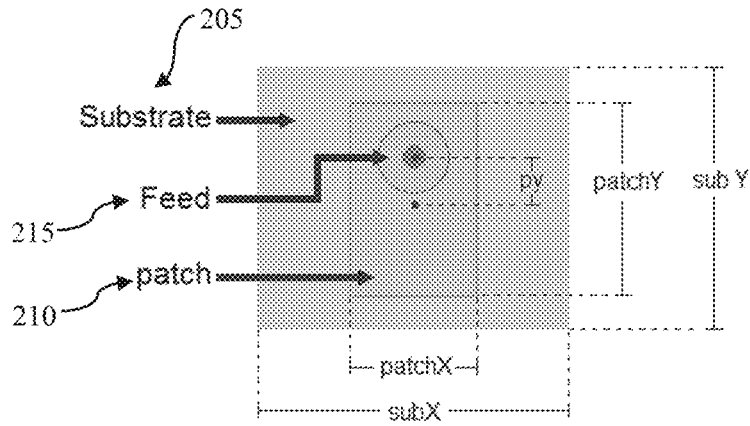 205
Substrate
Feed
215
patch
210
py
patchY
sub Y
patchX
subX